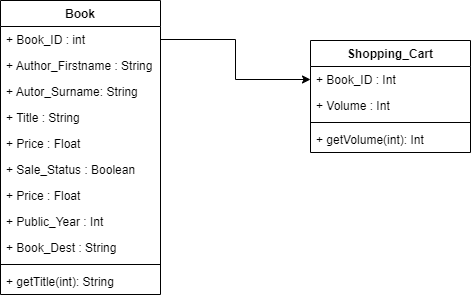 Book
+ Book_ID : int
+ Author_Firstname : String
+ Autor_Surname: String
+ Title : String
+ Price : Float
+ Sale_Status : Boolean
+ Price : Float
+ Public_Year : Int
+ Book_Dest : String
+ getTitle(int): String
Shopping_Cart
+ Book_ID : Int
+ Volume : Int
+ getVolume(int): Int